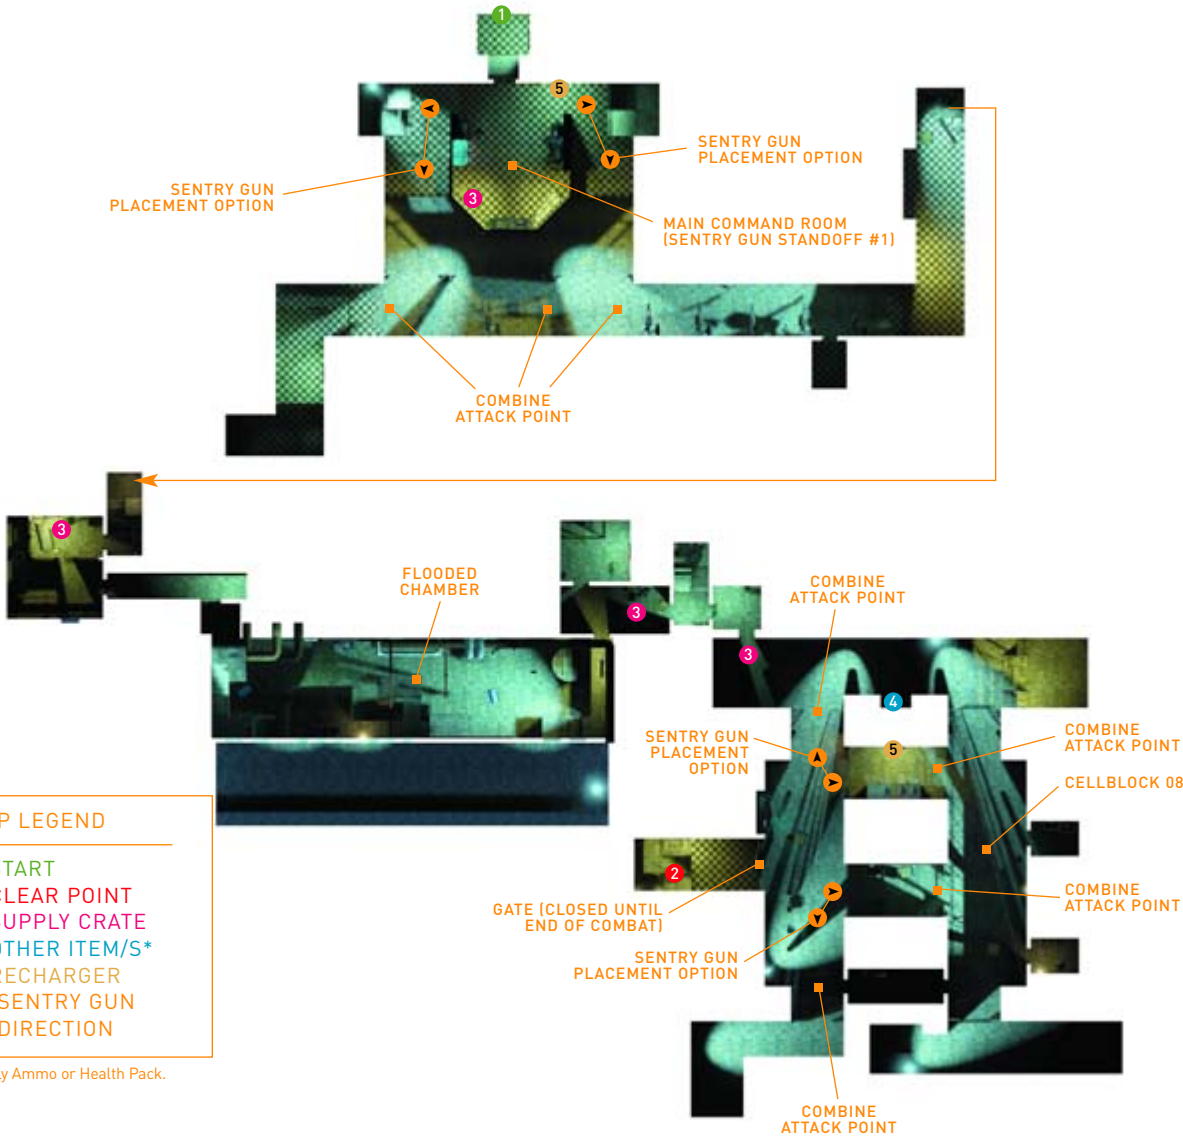 1
5
SENTRY GUN
PLACEMENT OPTION
SENTRY GUN
PLACEMENT OPTION
3
MAIN COMMAND ROOM
(SENTRY GUN STANDOFF #1)
COMBINE
ATTACK POINT
3
FLOODED
CHAMBER
3
3
COMBINE
ATTACK POINT
4
SENTRY GUN
PLACEMENT
OPTION
5
COMBINE
ATTACK POINT
CELLBLOCK 08
2
GATE (CLOSED UNTIL
END OF COMBAT)
COMBINE
ATTACK POINT
SENTRY GUN
PLACEMENT OPTION
COMBINE
ATTACK POINT
P LEGEND
TART
CLEAR POINT
SUPPLY CRATE
OTHER ITEM/S*
RECHARGER
SENTRY GUN
DIRECTION
ly Ammo or Health Pack.